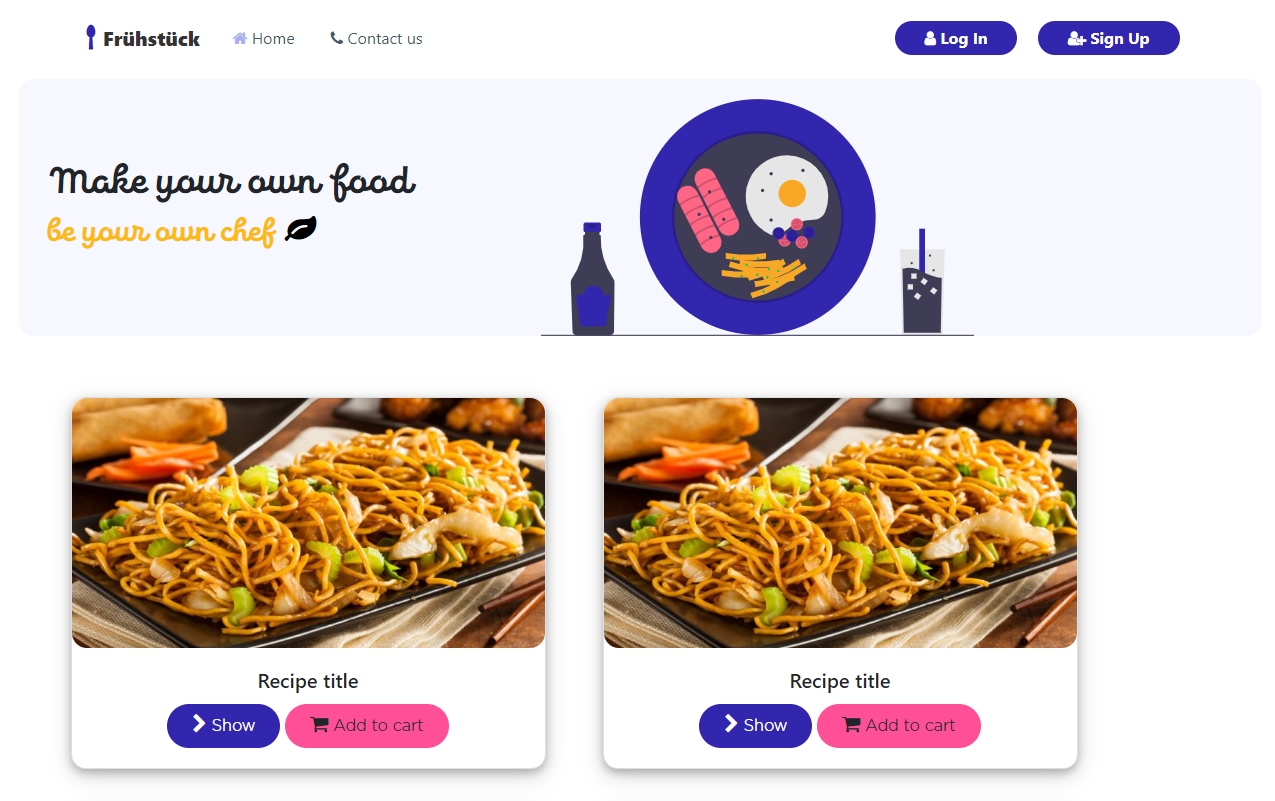 Frühstück
Home
Contact us
Log In
Sign Up
Make your own food
be your own chef
Recipe title
Show
Add to cart
Recipe title
Show
Add to cart